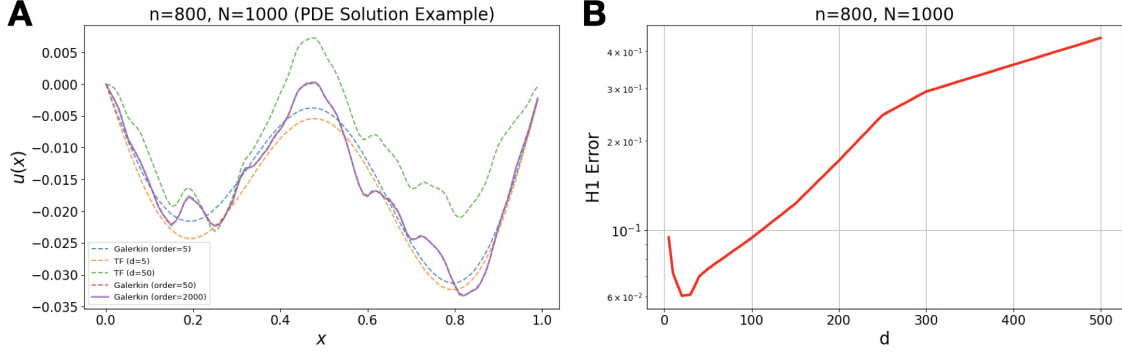 A
n=800, N=1000 (PDE Solution Example)
u(x)
0.005
0.000
−0.005
−0.010
−0.015
−0.020
−0.025
−0.030
−0.035
Galerkin (order=5)
TF (d=5)
TF (d=50)
Galerkin (order=50)
Galerkin (order=2000)
0.0 0.2 0.4 0.6 0.8 1.0
x
B
n=800, N=1000
H1 Error
4 × 10⁻¹
3 × 10⁻¹
2 × 10⁻¹
10⁻¹
6 × 10⁻²
0 100 200 300 400 500
d